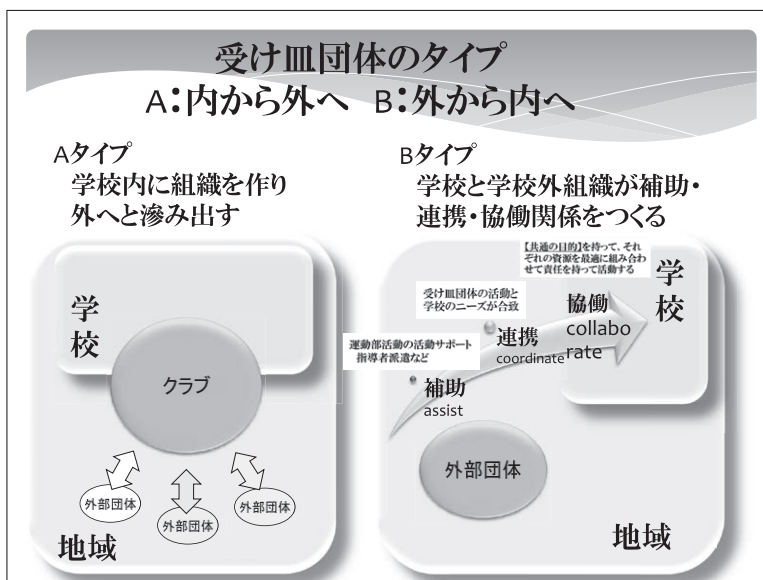 受け皿団体のタイプ
A:内から外へ B:外から内へ
Aタイプ
学校内に組織を作り
外へと滲み出す
学校
クラブ
外部団体
外部団体
外部団体
地域
Bタイプ
学校と学校外組織が補助・
連携・協働関係をつくる
【共通の目的】を持って、それ
ぞれの資源を最適に組み合わ
せて責任を持って活動する
学校
受け皿団体の活動と
学校のニーズが合致
協働
collabo
rate
連携
coordinate
運動部活動の活動サポート
指導者派遣など
補助
assist
外部団体
地域